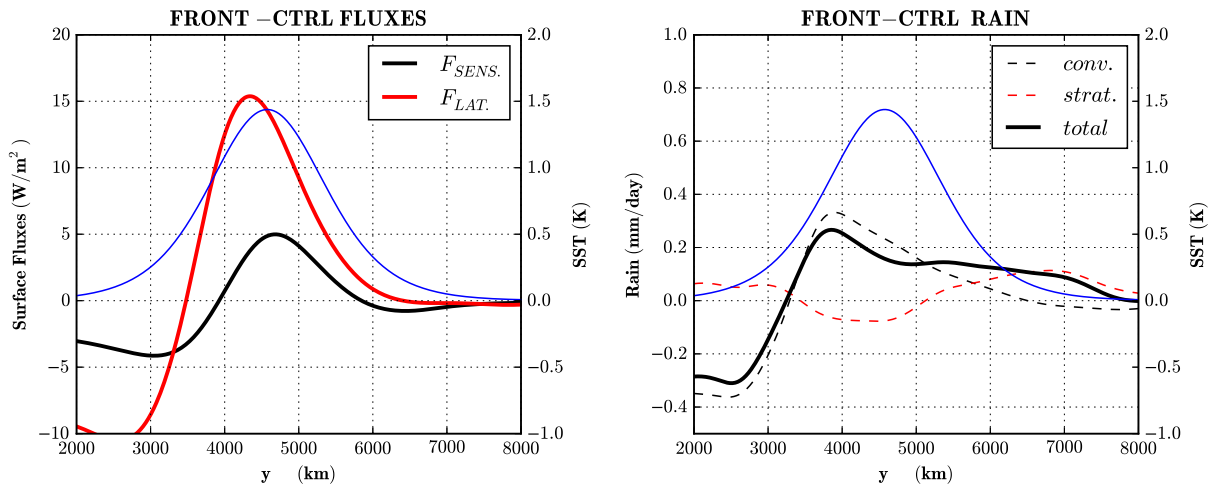 FRONT −CTRL FLUXES
20
15
10
5
0
−5
−10
Surface Fluxes (W/m²)
2.0
1.5
1.0
0.5
0.0
−0.5
−1.0
SST (K)
F_SENS.
F_LAT.
2000 3000 4000 5000 6000 7000 8000
y (km)
FRONT−CTRL RAIN
1.0
0.8
0.6
0.4
0.2
0.0
−0.2
−0.4
Rain (mm/day)
2.0
1.5
1.0
0.5
0.0
−0.5
−1.0
SST (K)
conv.
strat.
total
2000 3000 4000 5000 6000 7000 8000
y (km)